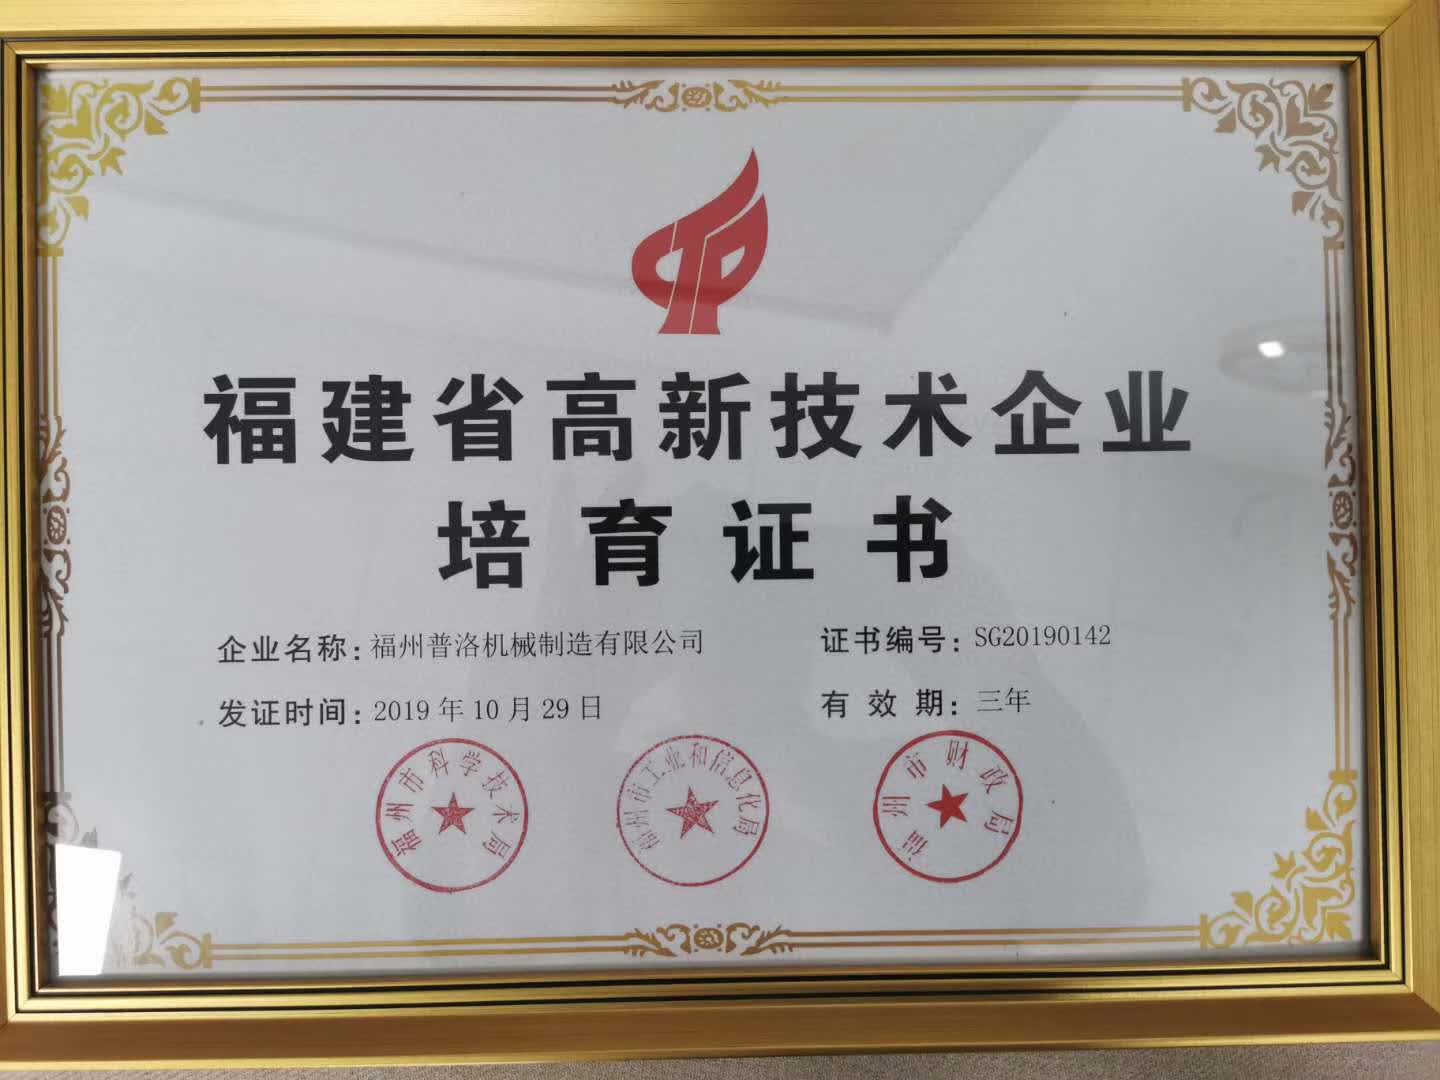 福建省高新技术企业
培育证书
企业名称：福州普洛机械制造有限公司
证书编号：SG20190142
发证时间：2019年10月29日
有效期：三年
福州市科学技术局
福州市工业和信息化局
福州市财政局